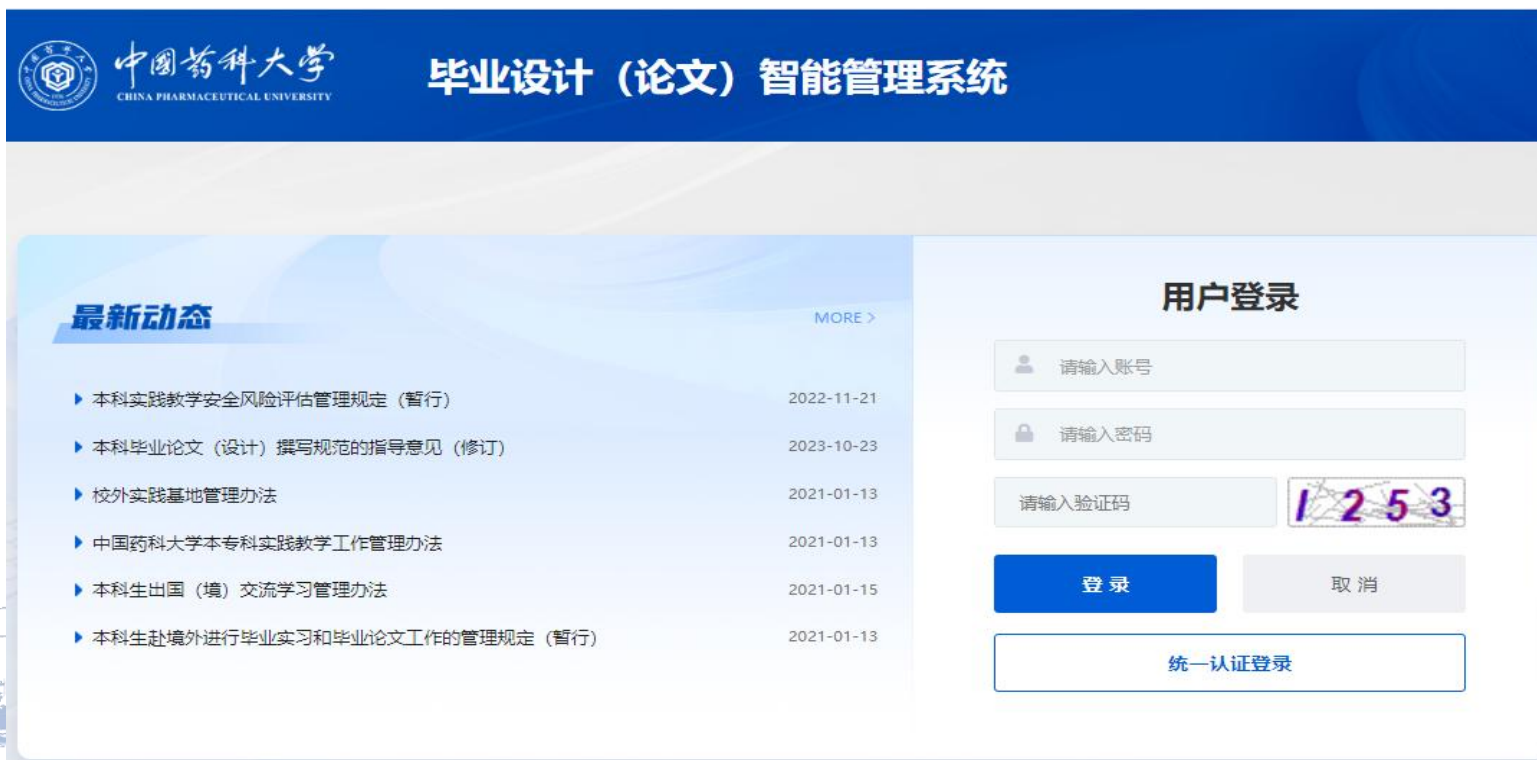 中国药科大学
CHINA PHARMACEUTICAL UNIVERSITY
毕业设计（论文）智能管理系统
最新动态
MORE >
本科实践教学安全风险评估管理规定（暂行） 2022-11-21
本科毕业论文（设计）撰写规范的指导意见（修订） 2023-10-23
校外实践基地管理办法 2021-01-13
中国药科大学本专科实践教学工作管理办法 2021-01-13
本科生出国（境）交流学习管理办法 2021-01-15
本科生赴境外进行毕业实习和毕业论文工作的管理规定（暂行） 2021-01-13
用户登录
请输入账号
请输入密码
请输入验证码 1 2 5 3
登 录 取 消
统一认证登录